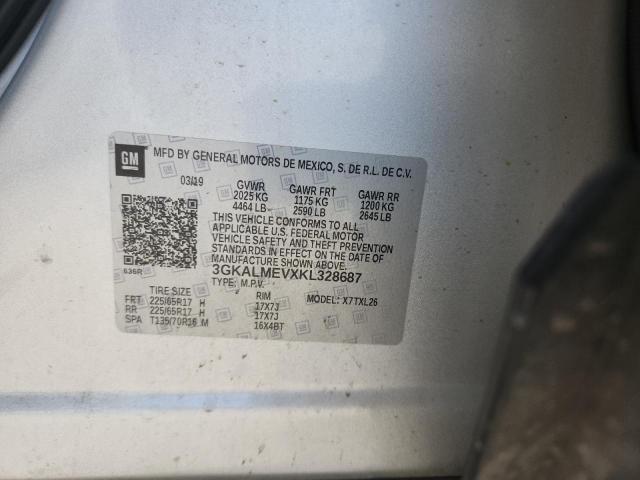 GM MFD BY GENERAL MOTORS DE MEXICO, S. DE R.L. DE C.V.
03/19 GVWR GAWR FRT GAWR RR
2025 KG 1175 KG 1200 KG
4464 LB 2590 LB 2645 LB
THIS VEHICLE CONFORMS TO ALL
APPLICABLE U.S. FEDERAL MOTOR
VEHICLE SAFETY AND THEFT PREVENTION
STANDARDS IN EFFECT ON THE DATE OF
MANUFACTURE SHOWN ABOVE.
636R 3GKALMEVXKL328687
TYPE: M.P.V.
TIRE SIZE RIM MODEL: X7TXL26
FRT 225/65R17 H 17X7J
RR 225/65R17 H 17X7J
SPA T135/70R16 M 16X4BT